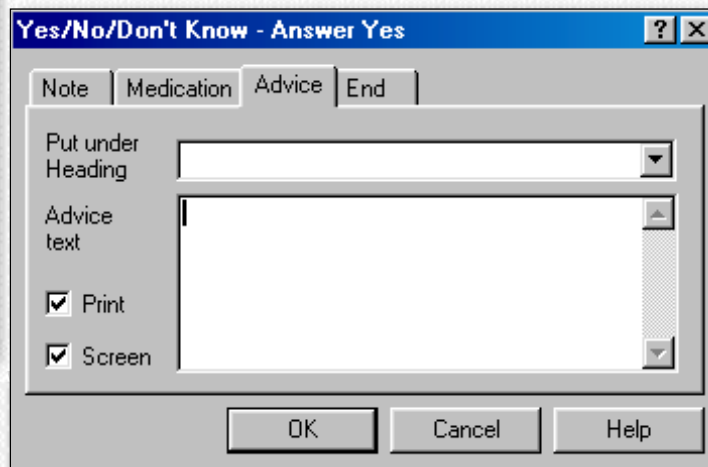 Yes/No/Don't Know - Answer Yes
Note Medication Advice End
Put under
Heading
Advice
text
Print
Screen
OK Cancel Help